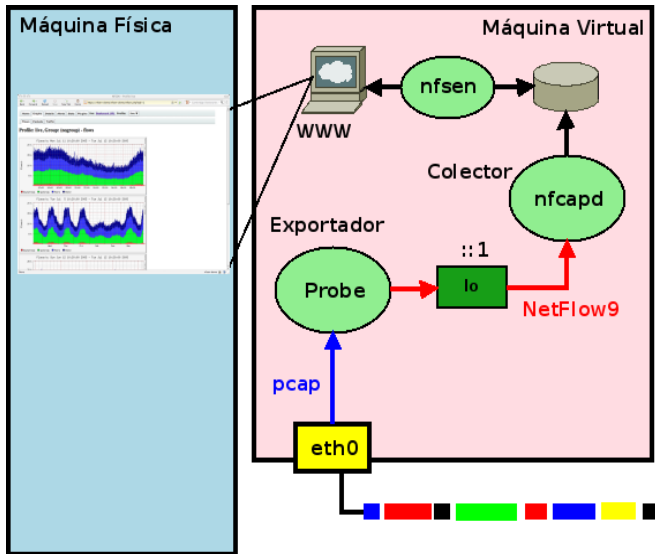 Máquina Física
Máquina Virtual
nfsen
WWW
Colector
nfcapd
Exportador
::1
Probe
lo
NetFlow9
pcap
eth0